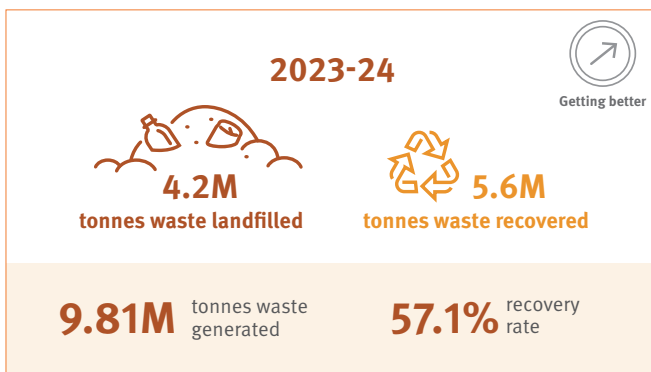 2023-24
Getting better
4.2M
tonnes waste landfilled
5.6M
tonnes waste recovered
9.81M tonnes waste
generated
57.1% recovery
rate